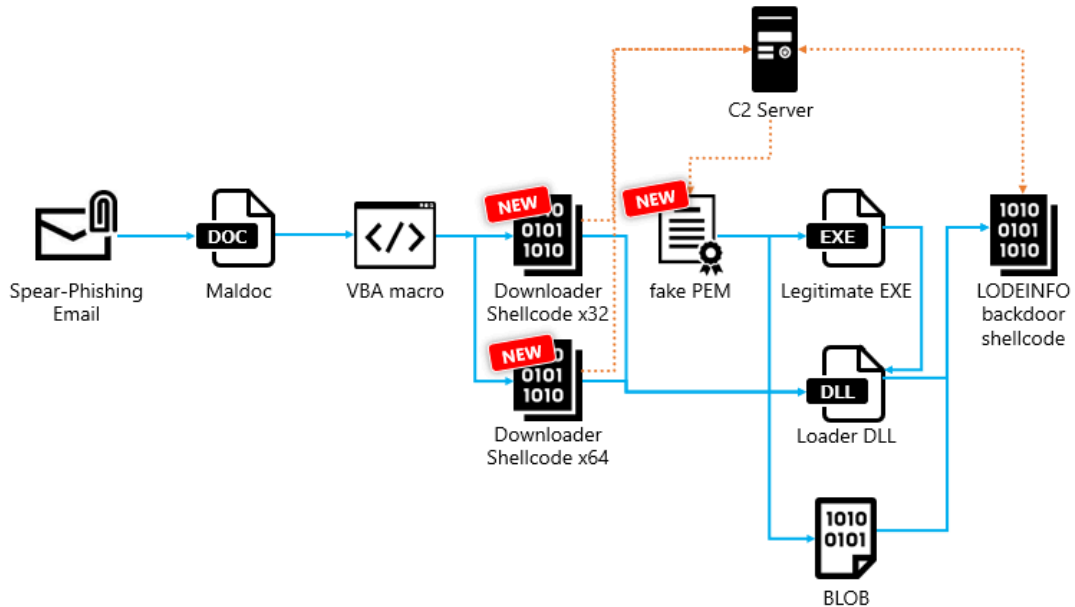 C2 Server
NEW
NEW
10
0101
1010
1010
0101
1010
DOC
</>
EXE
Spear-Phishing
Email
Maldoc
VBA macro
Downloader
Shellcode x32
fake PEM
Legitimate EXE
LODEINFO
backdoor
shellcode
NEW
10
0101
1010
DLL
Downloader
Shellcode x64
Loader DLL
1010
0101
BLOB